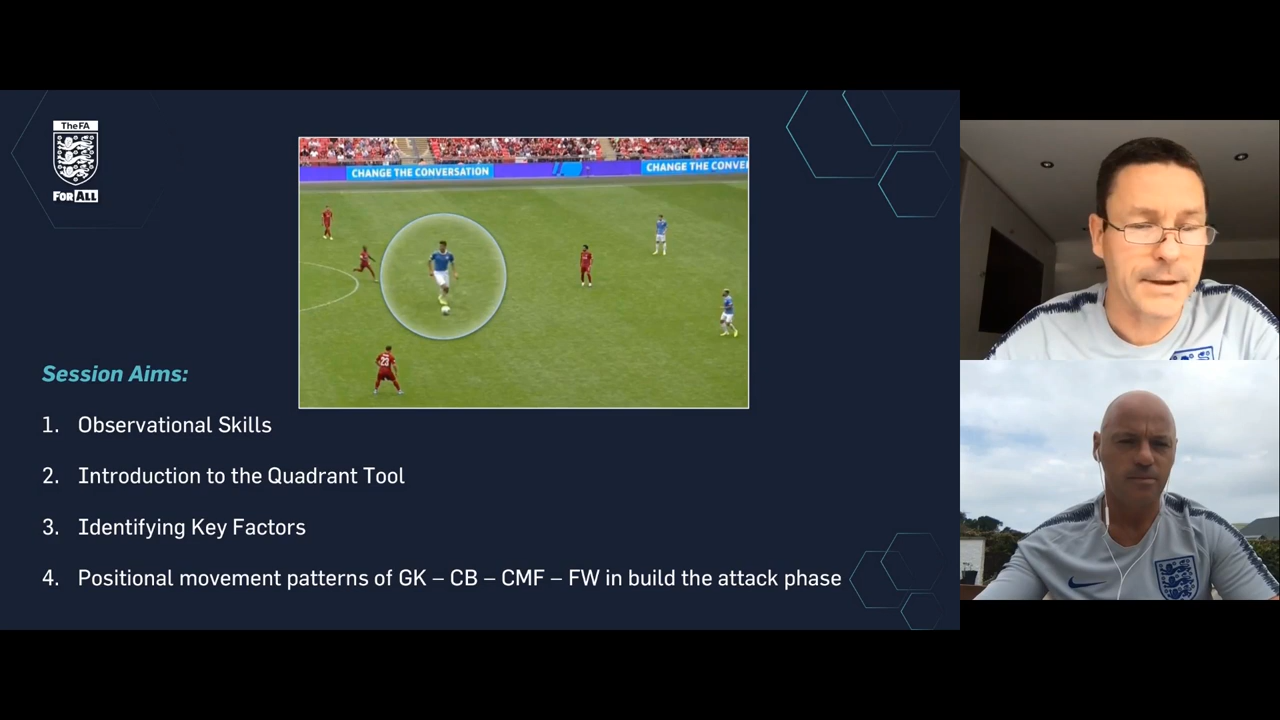 The FA
FOR ALL
CHANGE THE CONVERSATION
CHANGE THE CONVE
23
Session Aims:
1. Observational Skills
2. Introduction to the Quadrant Tool
3. Identifying Key Factors
4. Positional movement patterns of GK – CB – CMF – FW in build the attack phase